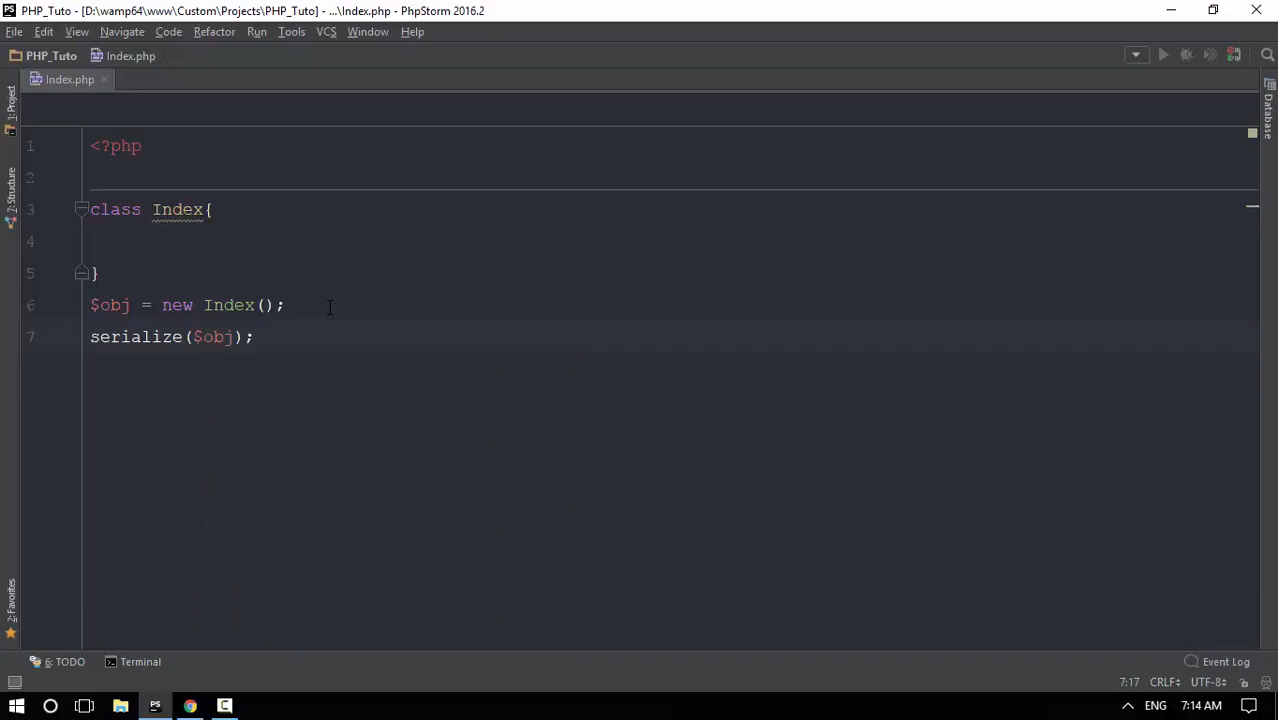 PS PHP_Tuto - [D:\wamp64\www\Custom\Projects\PHP_Tuto] - ...\Index.php - PhpStorm 2016.2
File Edit View Navigate Code Refactor Run Tools VCS Window Help
PHP_Tuto Index.php
Index.php
1: Project
7: Structure
2: Favorites
Database
1 <?php
2
3 class Index{
4
5 }
6 $obj = new Index();
7 serialize($obj);
6: TODO Terminal Event Log
7:17 CRLF UTF-8
PS C ENG 7:14 AM